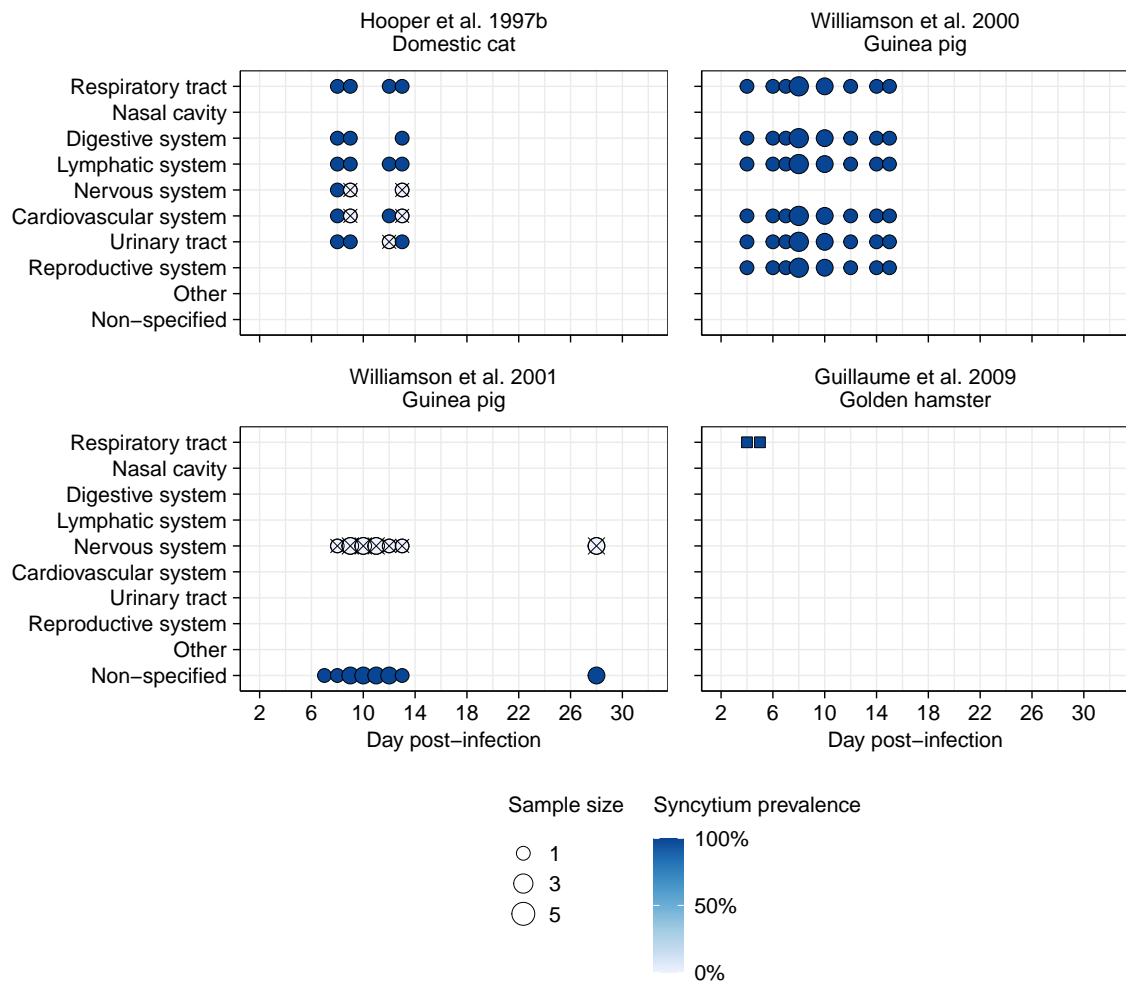 Hooper et al. 1997b
Domestic cat
Williamson et al. 2000
Guinea pig
Respiratory tract
Nasal cavity
Digestive system
Lymphatic system
Nervous system
Cardiovascular system
Urinary tract
Reproductive system
Other
Non−specified
Williamson et al. 2001
Guinea pig
Guillaume et al. 2009
Golden hamster
Respiratory tract
Nasal cavity
Digestive system
Lymphatic system
Nervous system
Cardiovascular system
Urinary tract
Reproductive system
Other
Non−specified
2 6 10 14 18 22 26 30
2 6 10 14 18 22 26 30
Day post−infection
Day post−infection
Sample size
1
3
5
Syncytium prevalence
100%
50%
0%